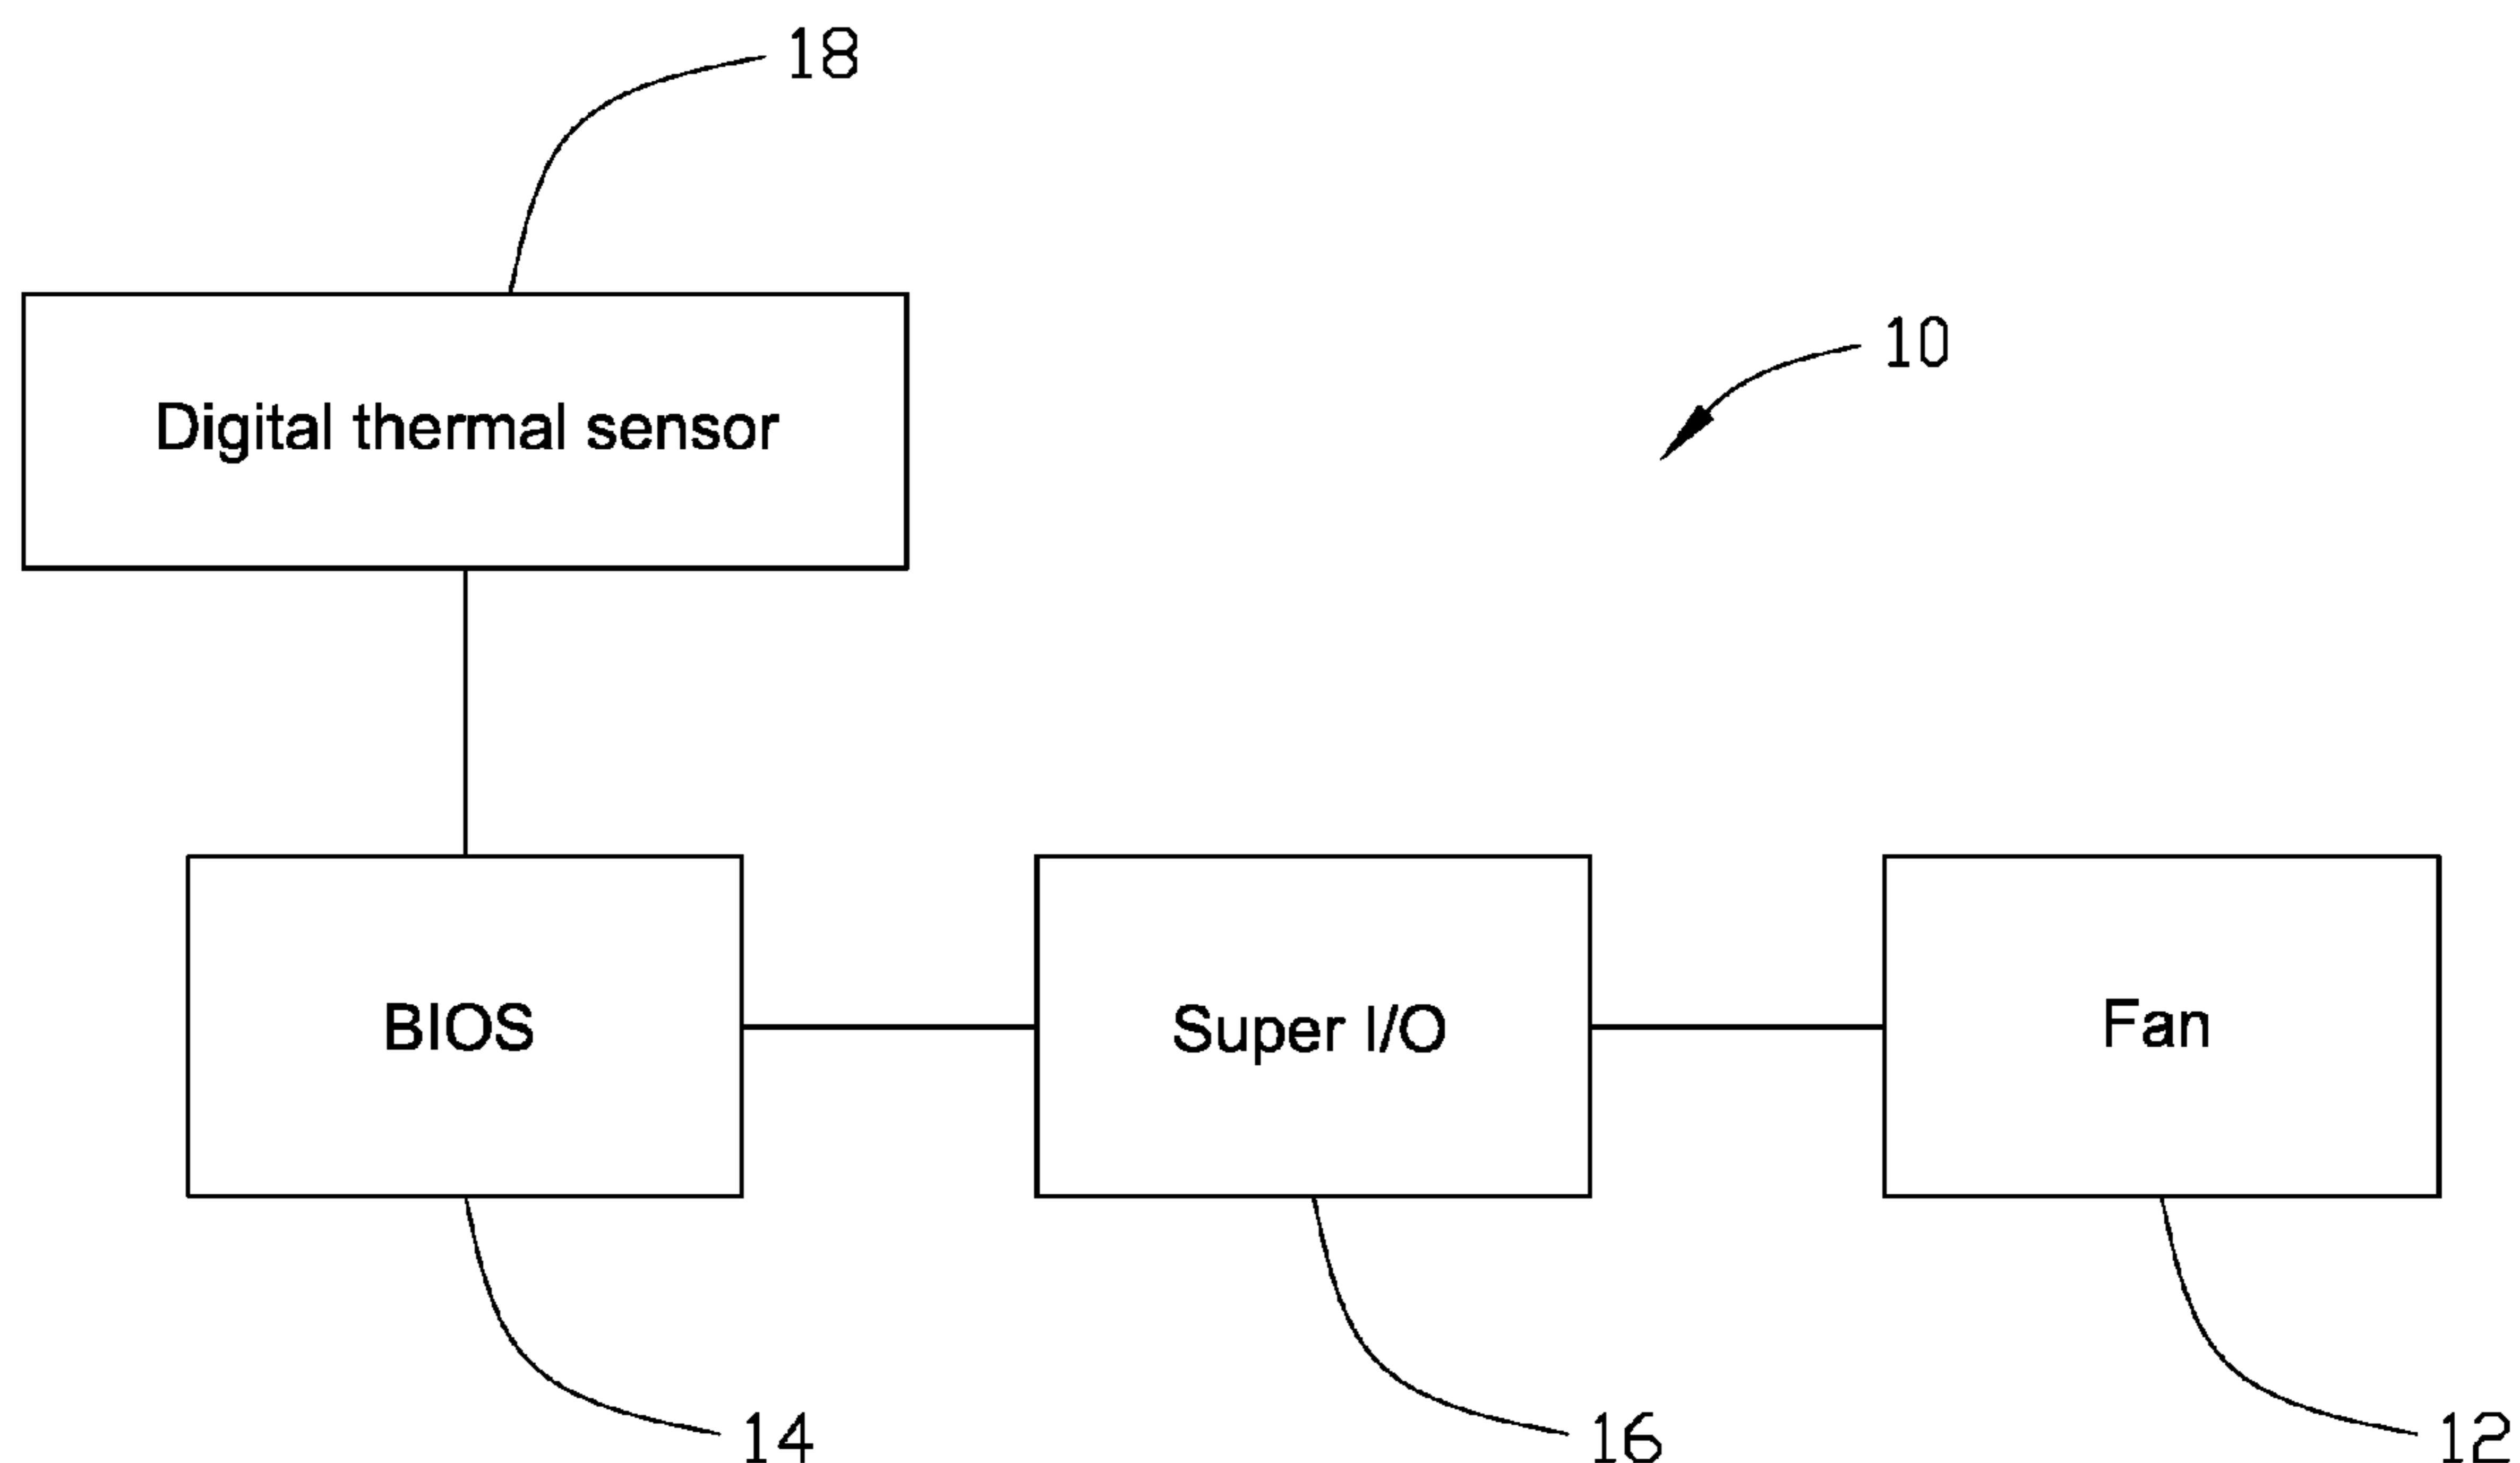 18
10
Digital thermal sensor
BIOS
Super I/O
Fan
14
16
12